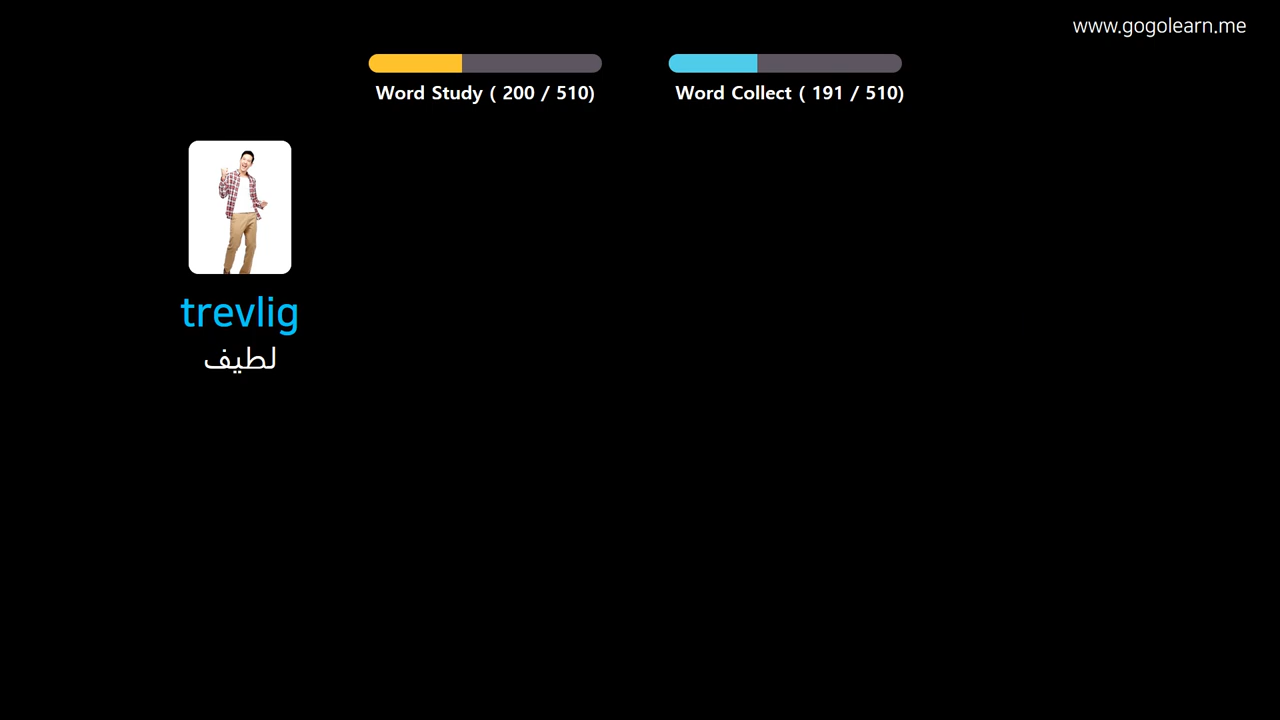 www.gogolearn.me
Word Study ( 200 / 510)
Word Collect ( 191 / 510)
trevlig
لطيف